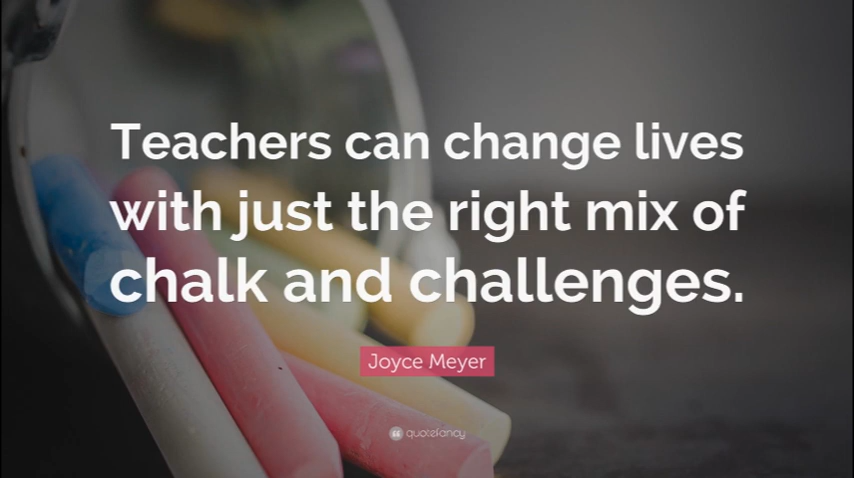 Teachers can change lives
with just the right mix of
chalk and challenges.
Joyce Meyer
quotefancy